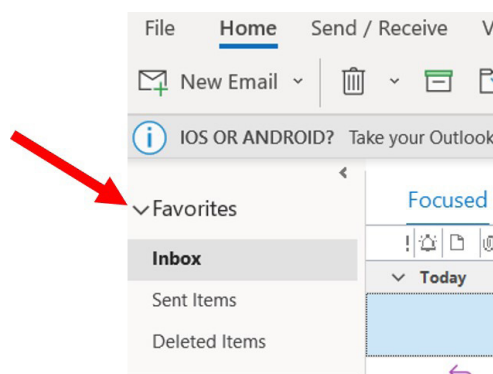 File Home Send / Receive
New Email
IOS OR ANDROID? Take your Outlook
Favorites
Focused
Inbox
Today
Sent Items
Deleted Items